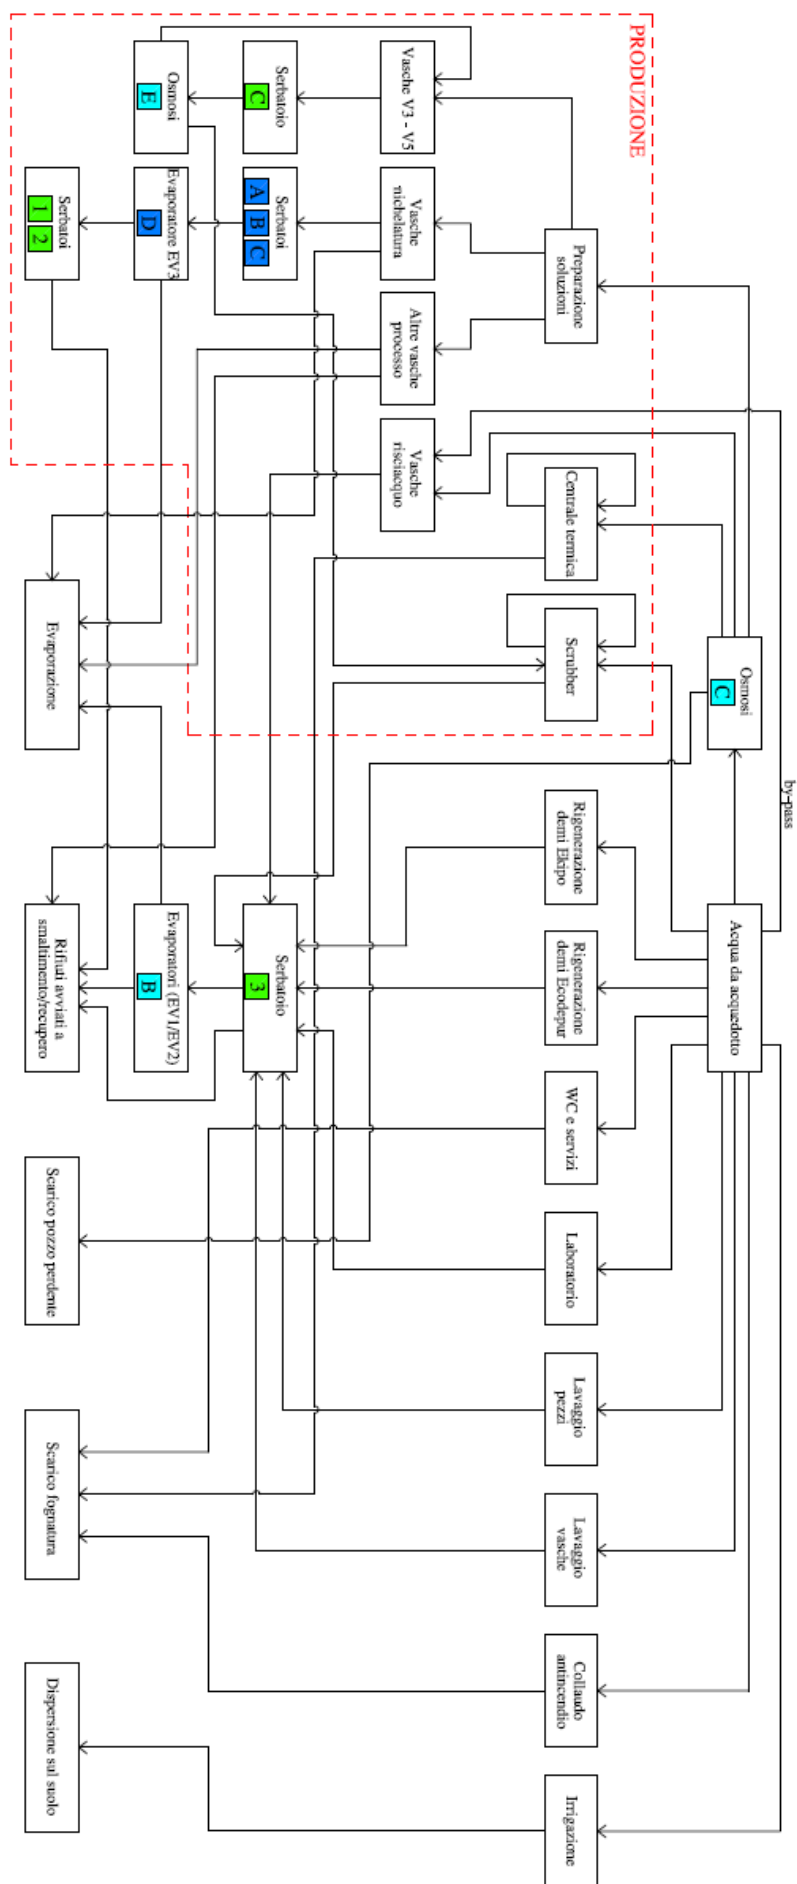 by-pass
Acqua da acquedotto
Osmosi
C
PRODUZIONE
Preparazione
soluzioni
Centrale termica
Scrubber
Rigenerazione
demi Ekipo
Rigenerazione
demi Ecodepur
WC e servizi
Laboratorio
Lavaggio
pezzi
Lavaggio
vasche
Collaudo
antincendio
Irrigazione
Vasche V3 - V5
Vasche
nichelatura
Altre vasche
processo
Vasche
risciacquo
Serbatoio
C
Serbatoi
A B C
Serbatoio
3
Osmosi
E
Evaporatore EV3
D
Evaporatori (EV1/EV2)
B
Serbatoi
1 2
Evaporazione
Rifiuti avviati a
smaltimento/recupero
Scarico pozzo perdente
Scarico fognatura
Dispersione sul suolo